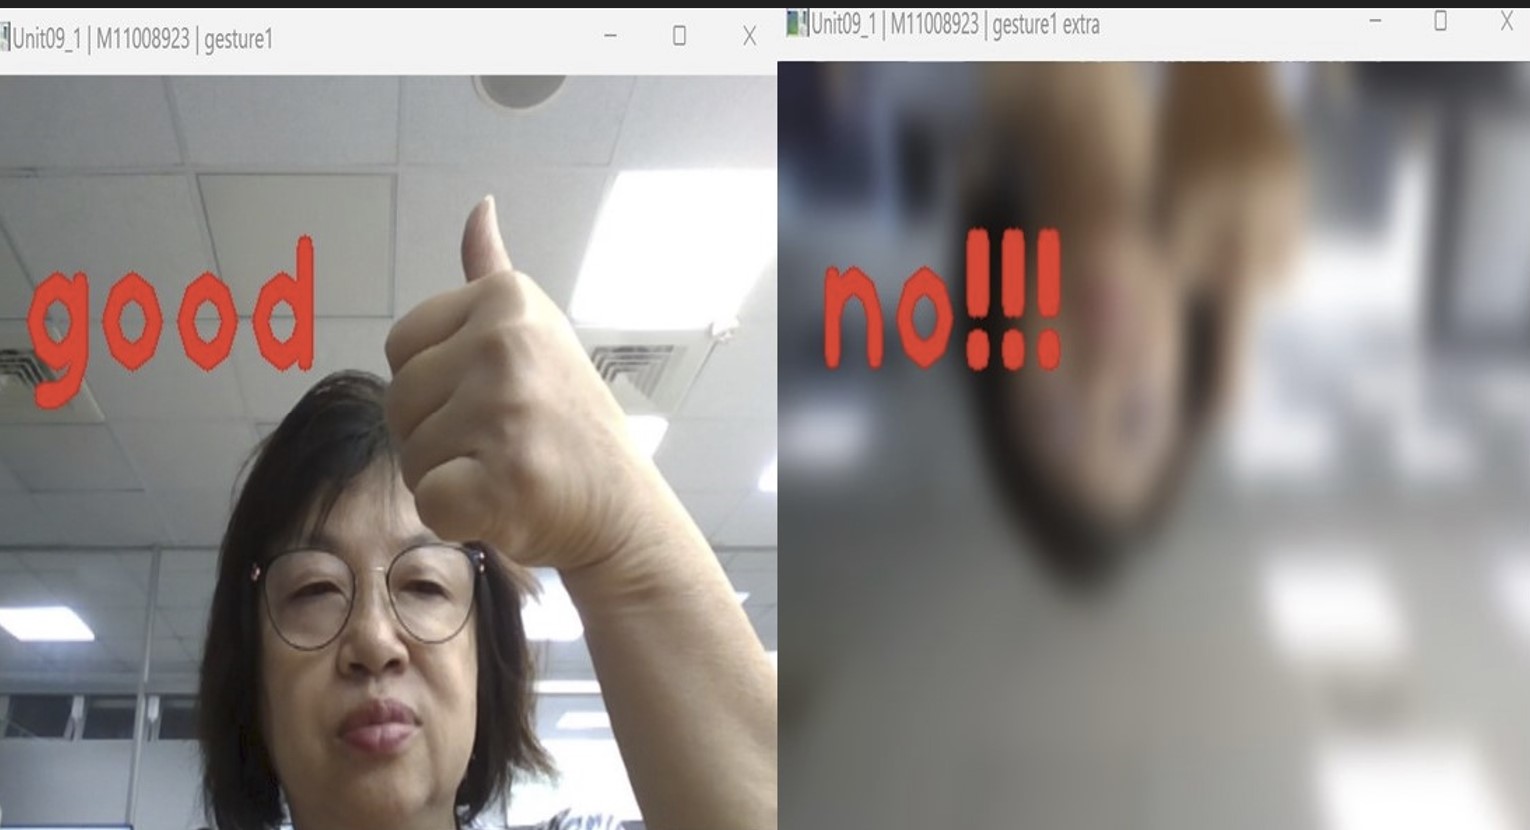 Unit09_1 | M11008923 | gesture1
good
Unit09_1 | M11008923 | gesture1 extra
no!!!